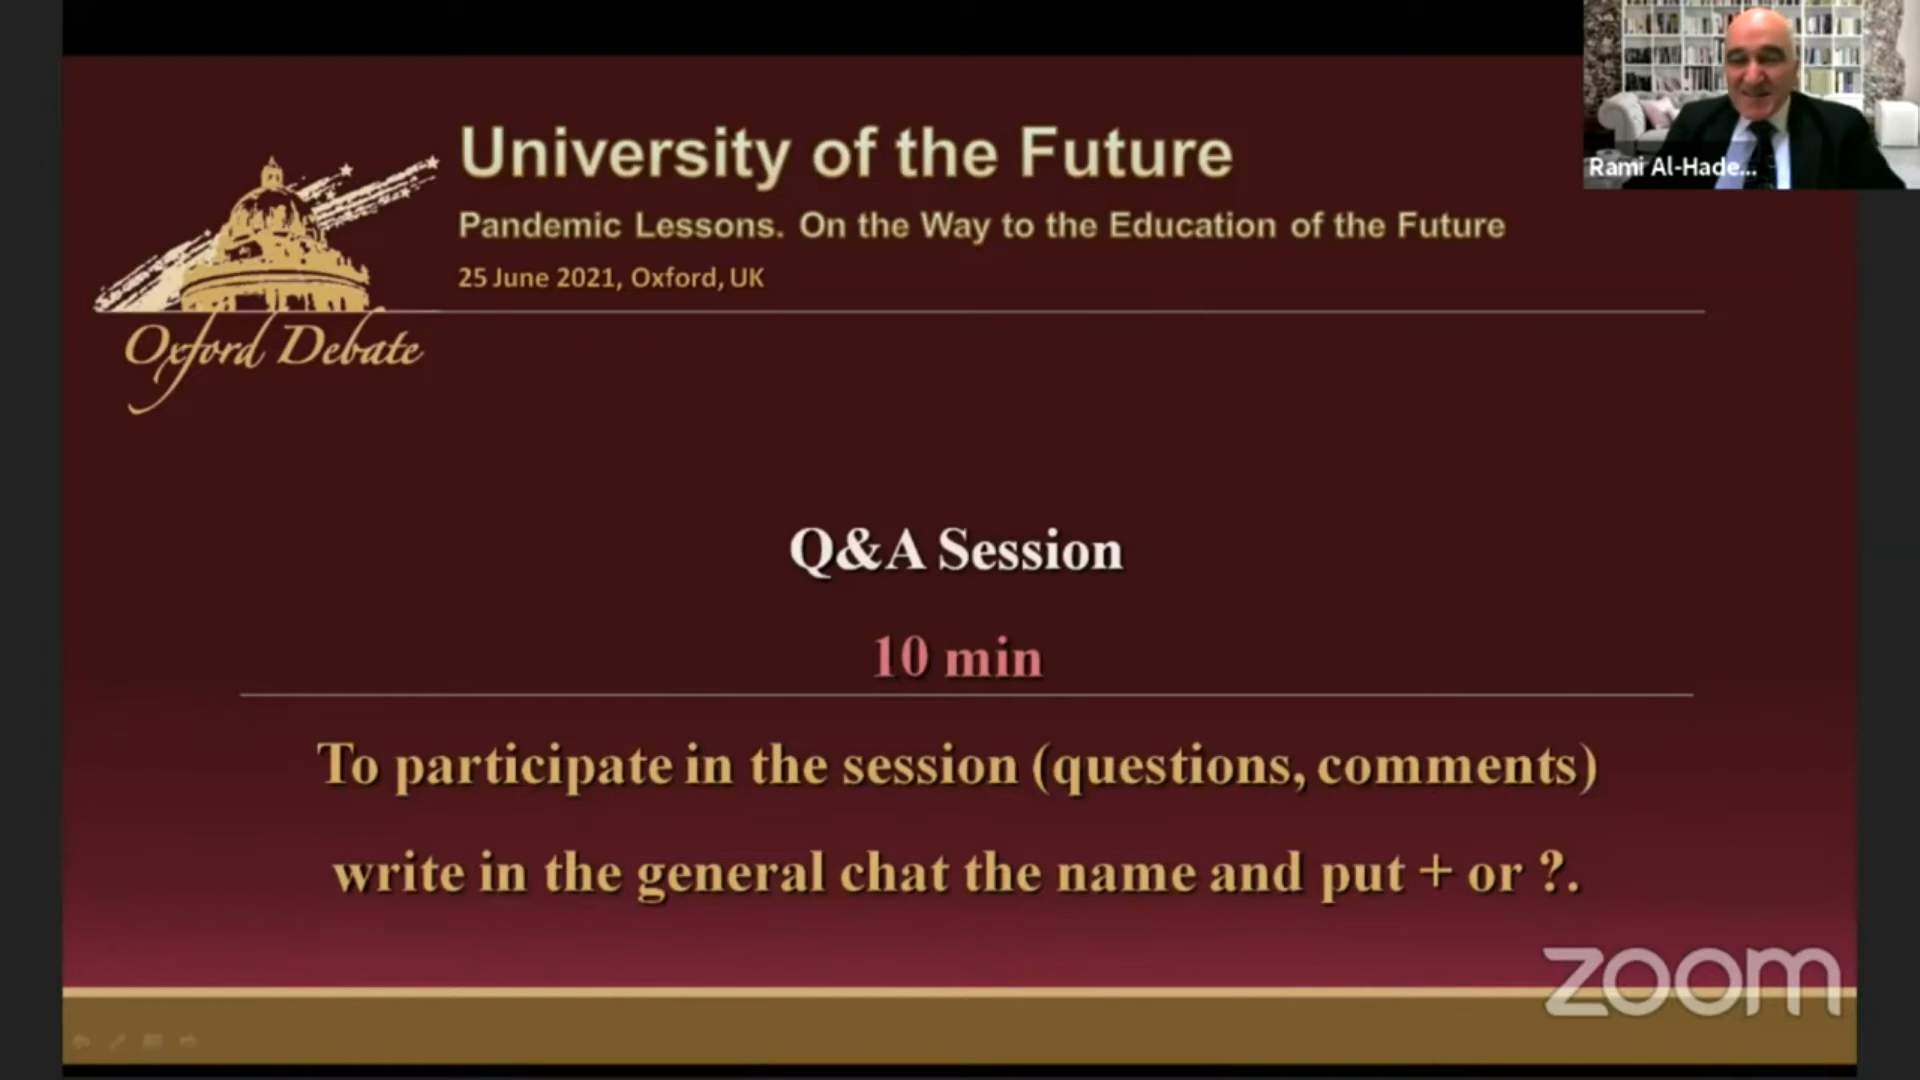 University of the Future
Pandemic Lessons. On the Way to the Education of the Future
25 June 2021, Oxford, UK
Oxford Debate
Rami Al-Hade...
Q&A Session
10 min
To participate in the session (questions, comments)
write in the general chat the name and put + or ?.
zoom